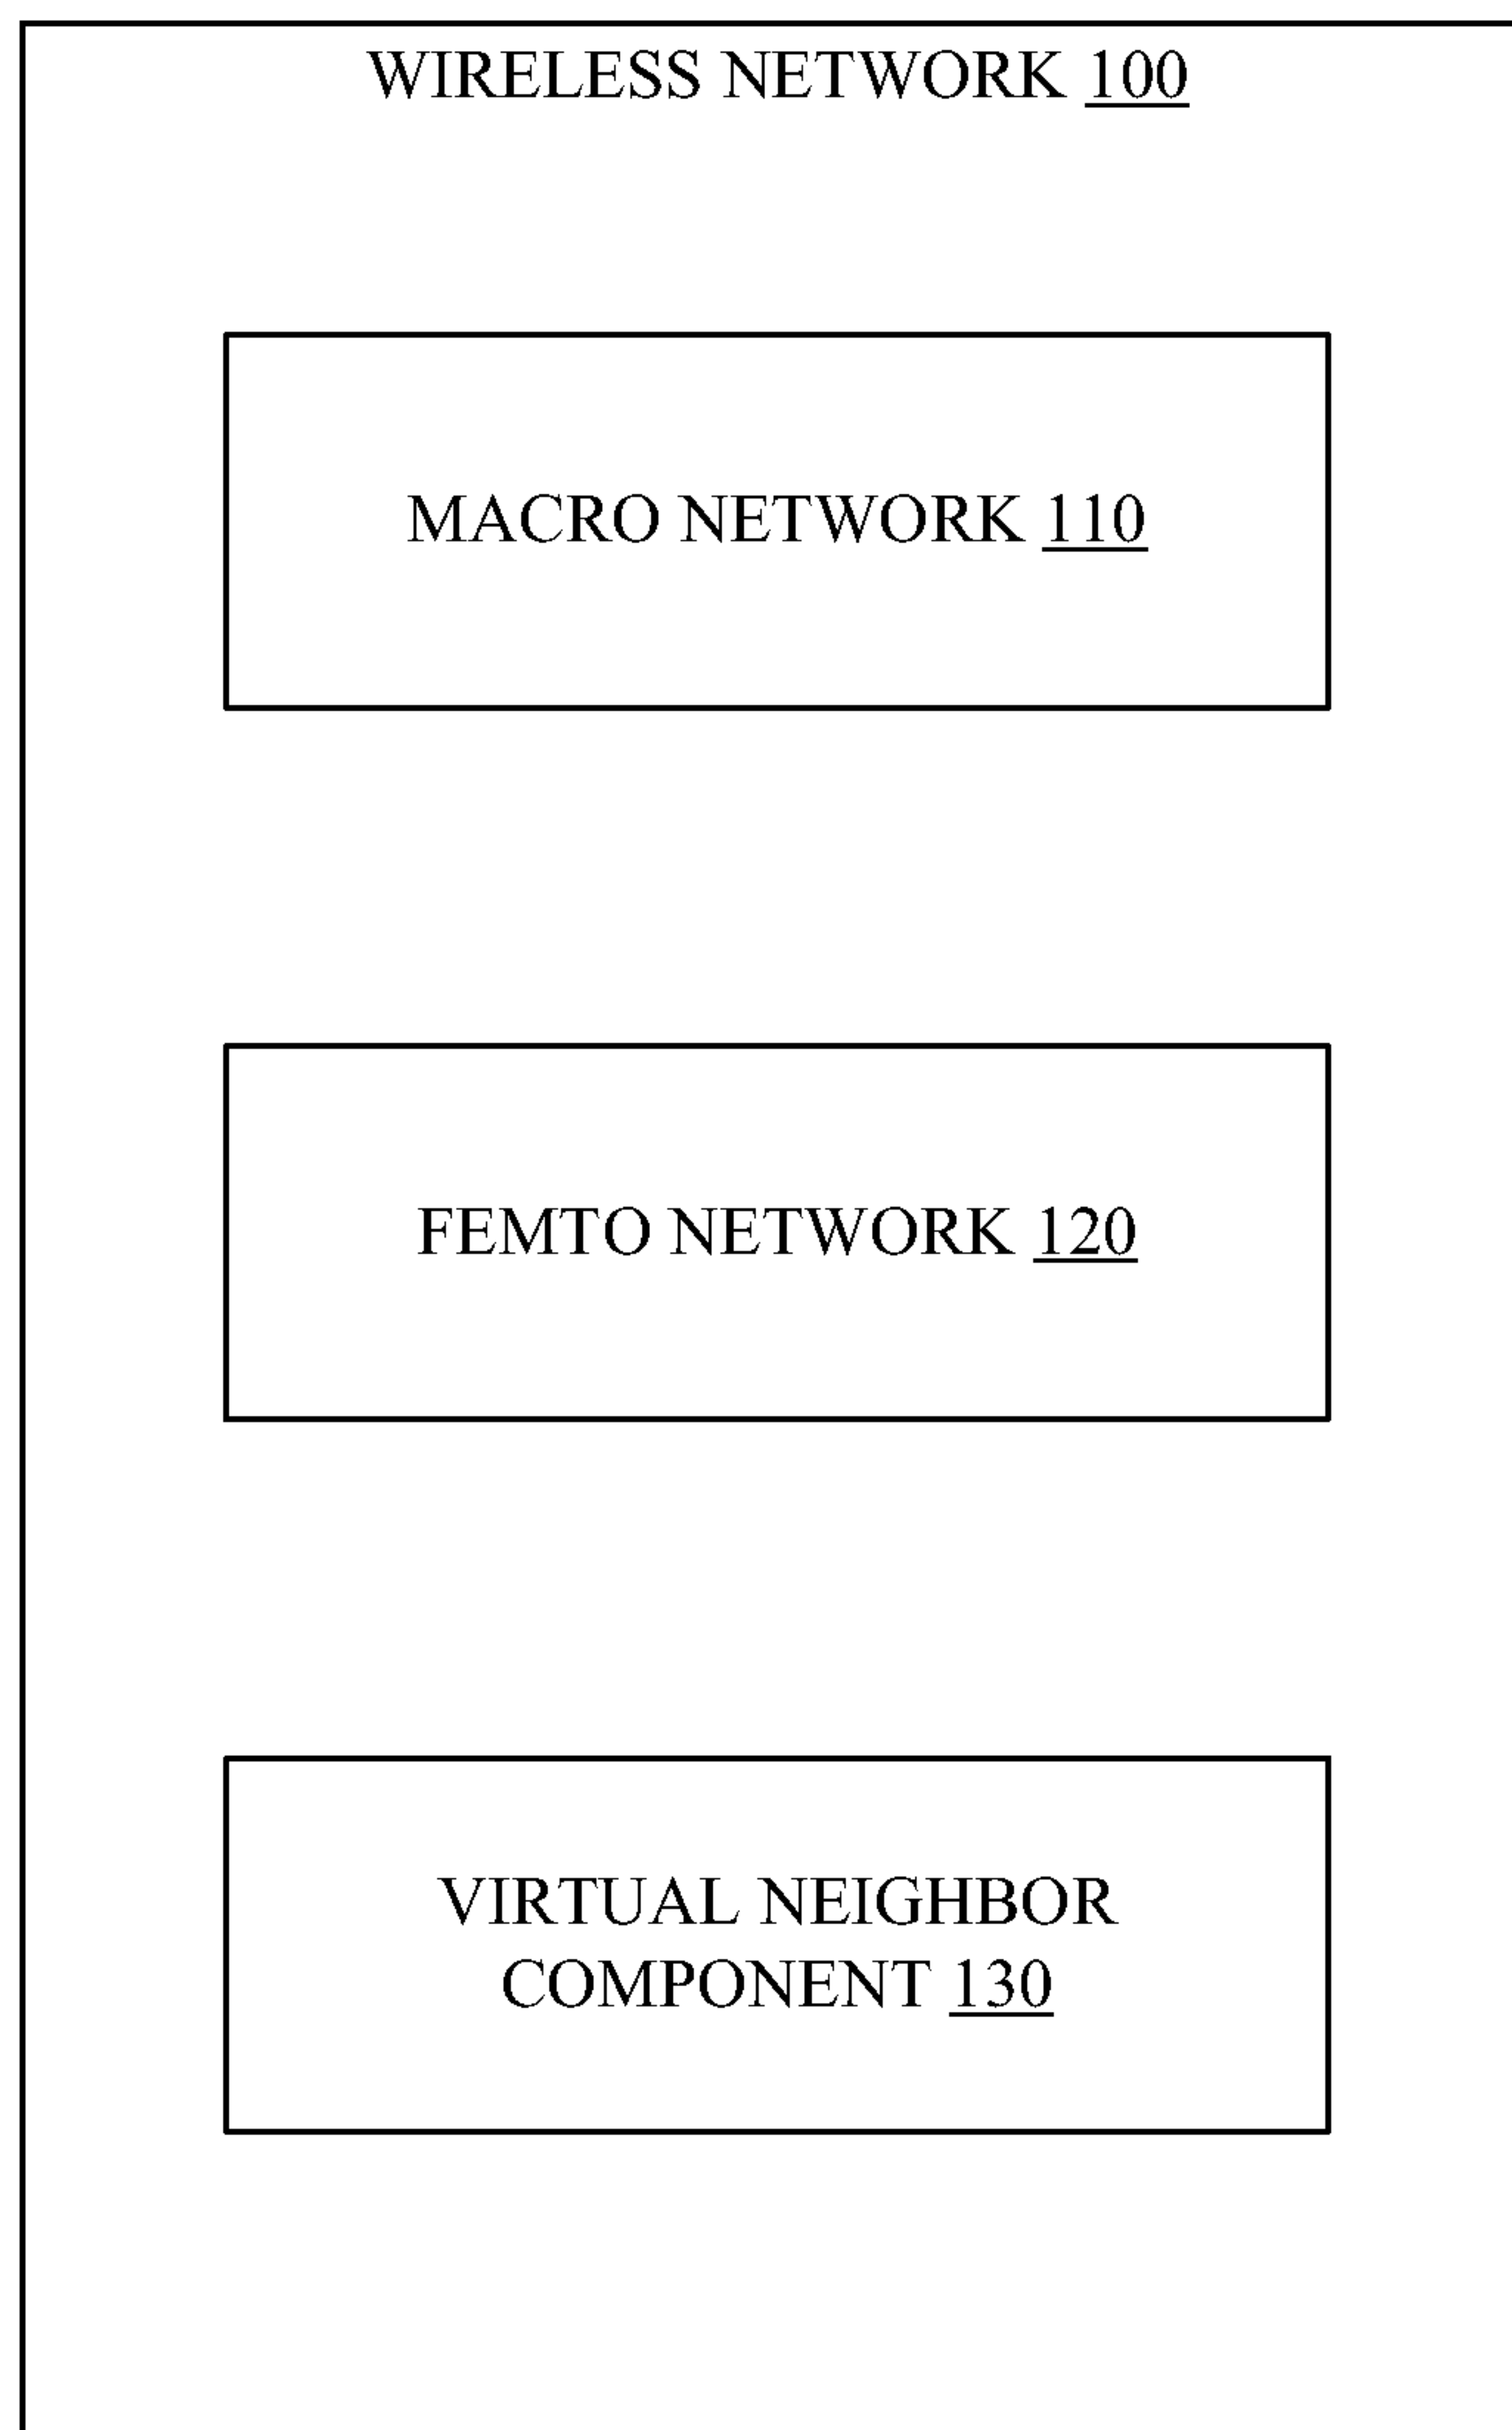 WIRELESS NETWORK 100
MACRO NETWORK 110
FEMTO NETWORK 120
VIRTUAL NEIGHBOR
COMPONENT 130